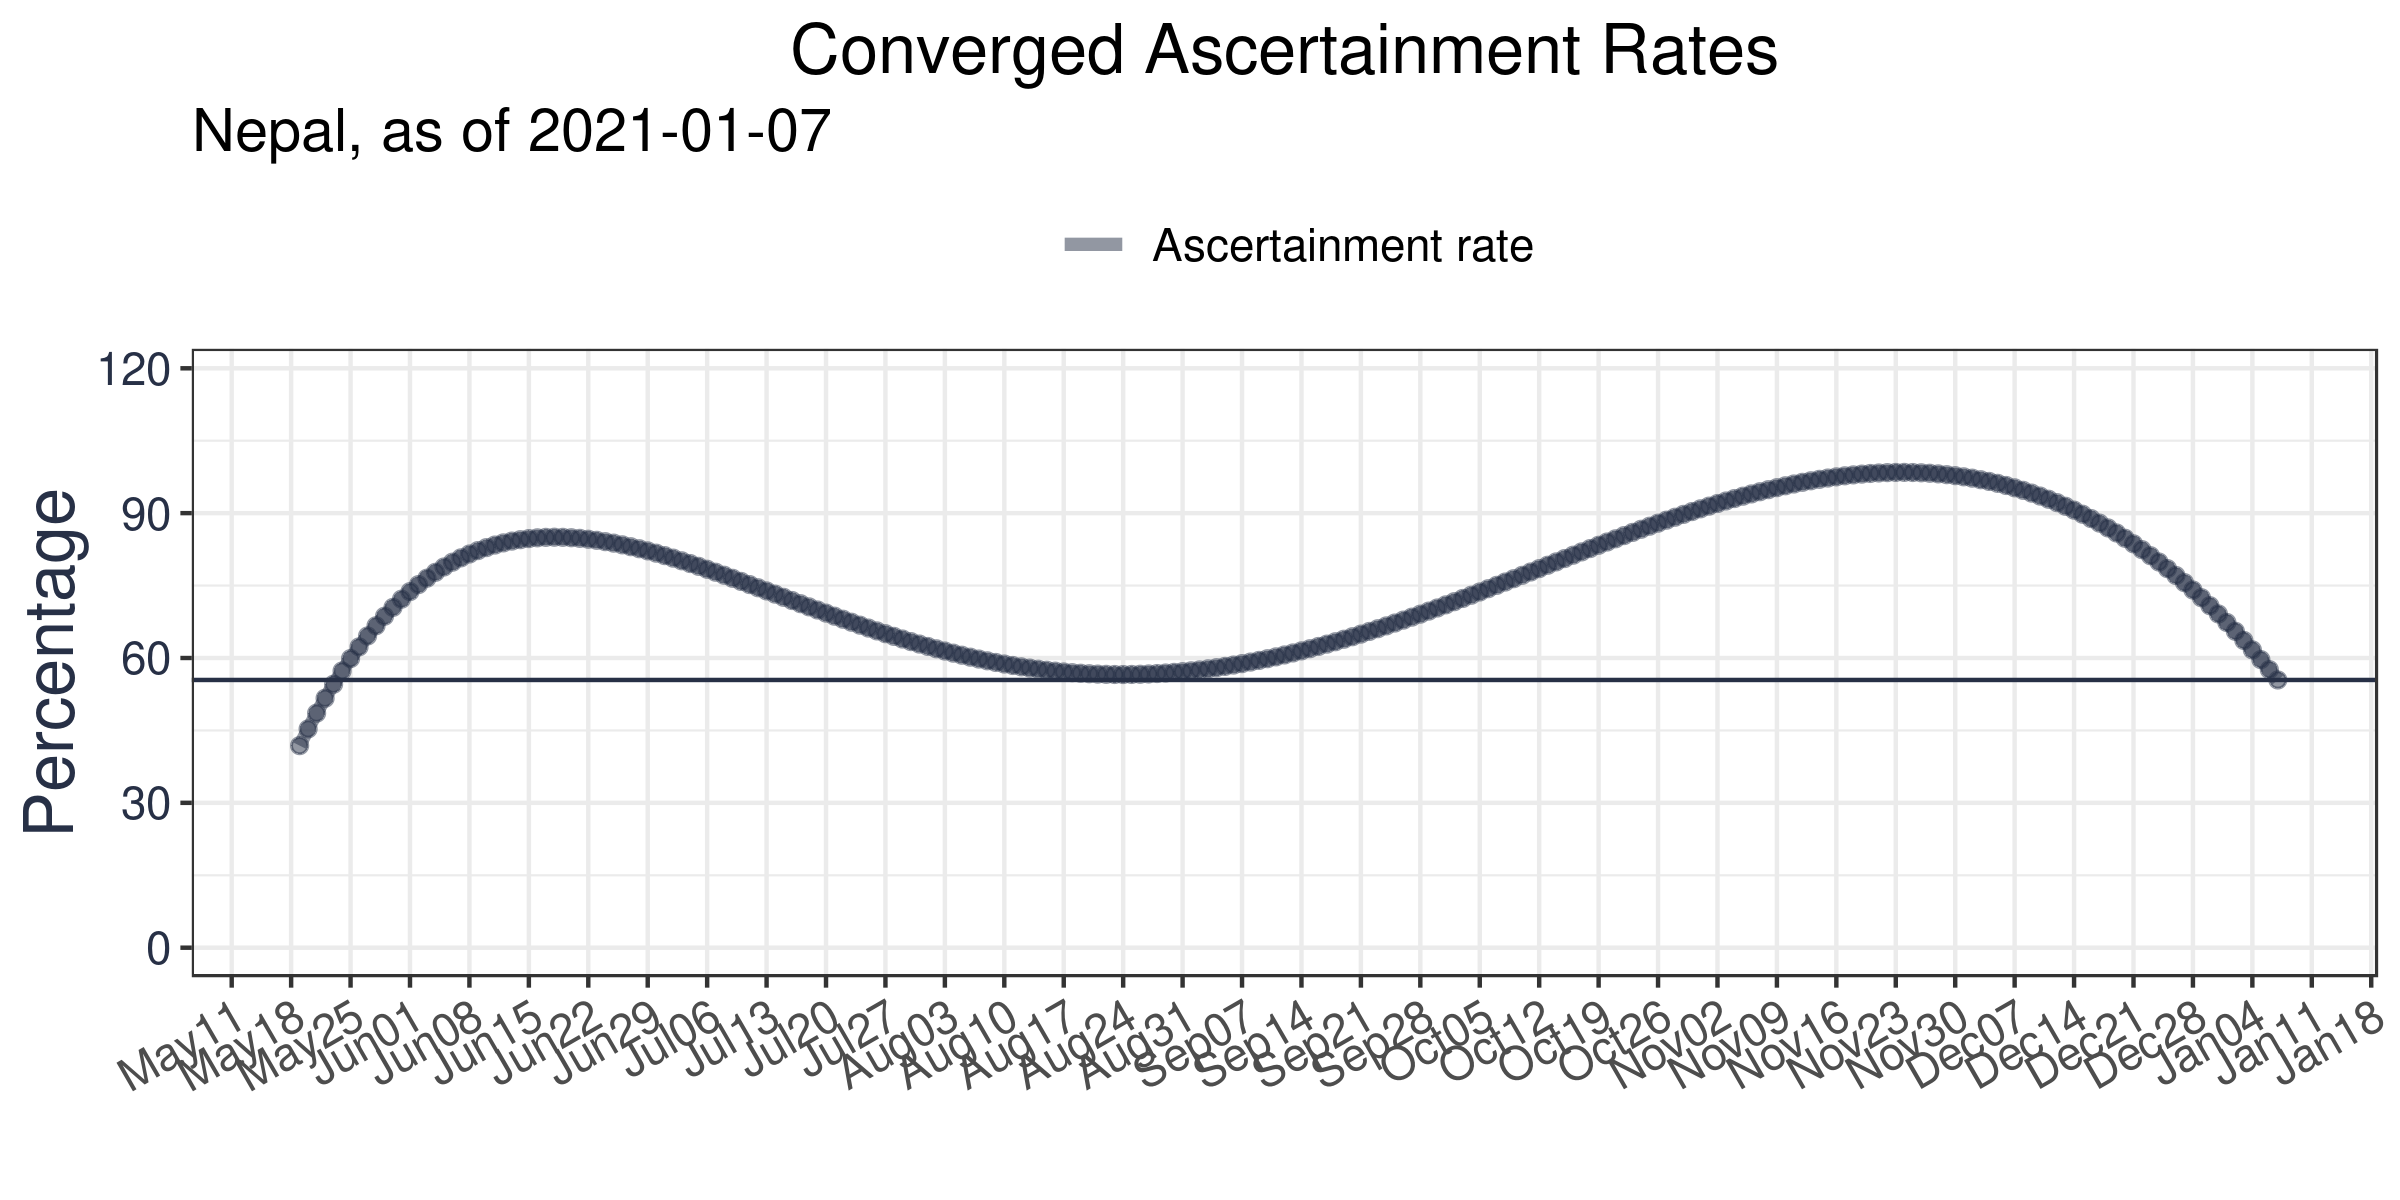 Converged Ascertainment Rates
Nepal, as of 2021-01-07
Ascertainment rate
Percentage
120
90
60
30
0
May11 May18 May25 Jun01 Jun08 Jun15 Jun22 Jun29 Jul06 Jul13 Jul20 Jul27 Aug03 Aug10 Aug17 Aug24 Aug31 Sep07 Sep14 Sep21 Sep28 Oct05 Oct12 Oct19 Oct26 Nov02 Nov09 Nov16 Nov23 Nov30 Dec07 Dec14 Dec21 Dec28 Jan04 Jan11 Jan18